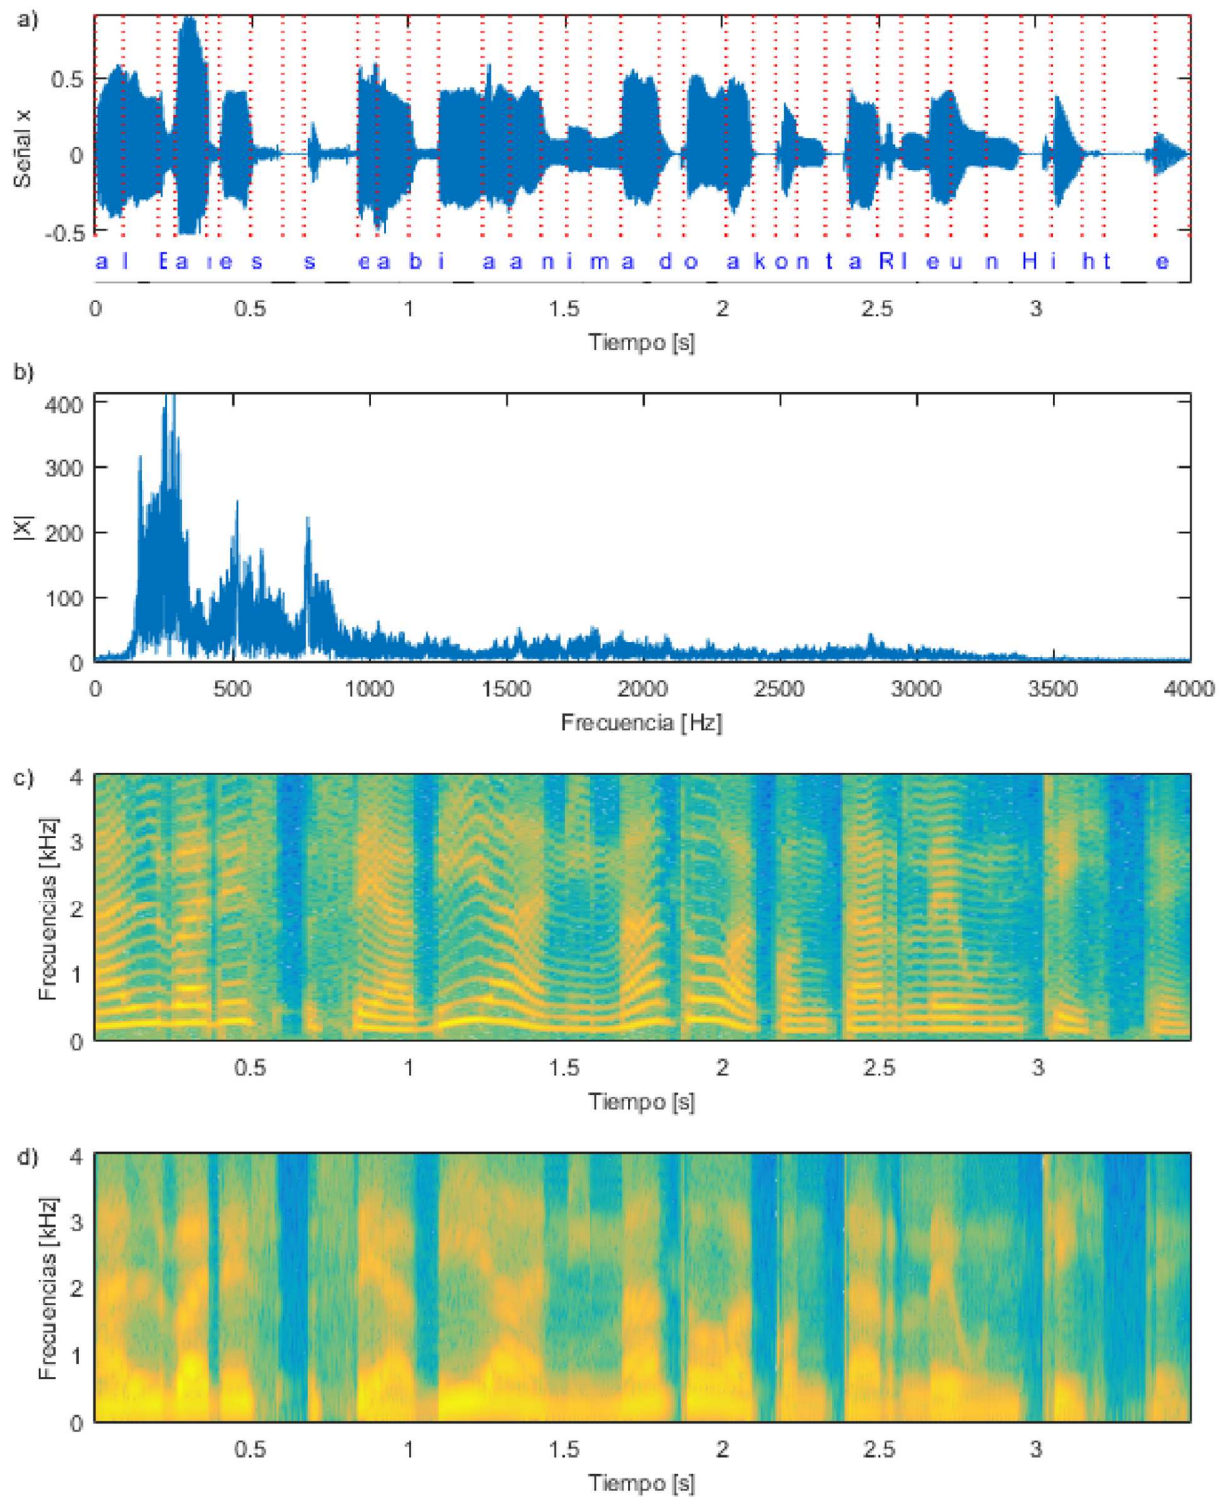 a)
Señal x
0.5
0
-0.5
a l E a r e s s e a b i a a n i m a d o a k o n t a R l e u n H i h t e
0 0.5 1 1.5 2 2.5 3
Tiempo [s]
b)
|X|
400
300
200
100
0
0 500 1000 1500 2000 2500 3000 3500 4000
Frecuencia [Hz]
c)
Frecuencias [kHz]
4
3
2
1
0
0.5 1 1.5 2 2.5 3
Tiempo [s]
d)
Frecuencias [kHz]
4
3
2
1
0
0.5 1 1.5 2 2.5 3
Tiempo [s]